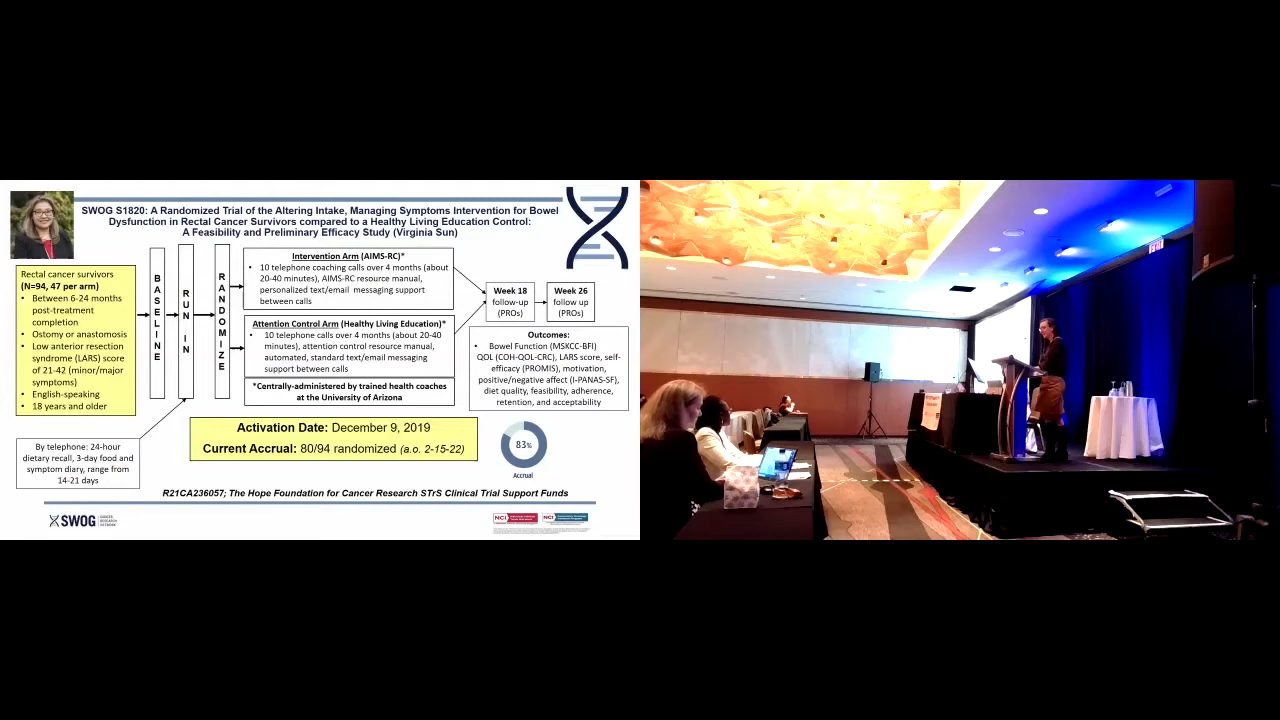 SWOG S1820: A Randomized Trial of the Altering Intake, Managing Symptoms Intervention for Bowel
Dysfunction in Rectal Cancer Survivors compared to a Healthy Living Education Control:
A Feasibility and Preliminary Efficacy Study (Virginia Sun)
Rectal cancer survivors
(N=94, 47 per arm)
• Between 6-24 months
post-treatment
completion
• Ostomy or anastomosis
• Low anterior resection
syndrome (LARS) score
of 21-42 (minor/major
symptoms)
• English-speaking
• 18 years and older
BASELINE
RUN IN
RANDOMIZE
Intervention Arm (AIMS-RC)*
• 10 telephone coaching calls over 4 months (about
20-40 minutes), AIMS-RC resource manual,
personalized text/email messaging support
between calls
Attention Control Arm (Healthy Living Education)*
• 10 telephone calls over 4 months (about 20-40
minutes), attention control resource manual,
automated, standard text/email messaging
support between calls
*Centrally-administered by trained health coaches
at the University of Arizona
Week 18
follow-up
(PROs)
Week 26
follow up
(PROs)
Outcomes:
• Bowel Function (MSKCC-BFI)
QOL (COH-QOL-CRC), LARS score, self-
efficacy (PROMIS), motivation,
positive/negative affect (I-PANAS-SF),
diet quality, feasibility, adherence,
retention, and acceptability
By telephone: 24-hour
dietary recall, 3-day food and
symptom diary, range from
14-21 days
Activation Date: December 9, 2019
Current Accrual: 80/94 randomized (a.o. 2-15-22)
83%
Accrual
R21CA236057; The Hope Foundation for Cancer Research STrS Clinical Trial Support Funds
SWOG
CANCER
RESEARCH
NETWORK
NCI
NCI